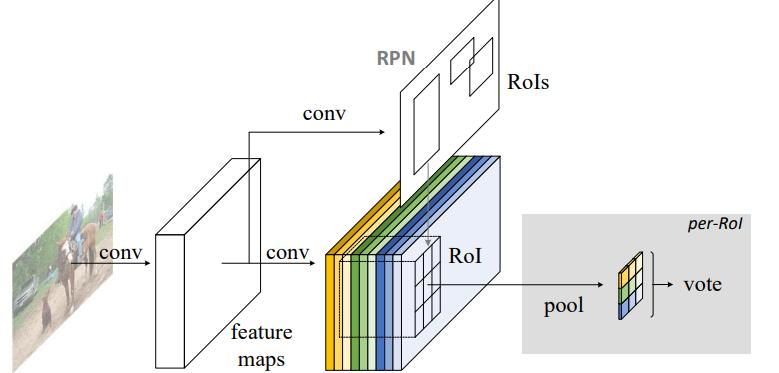 RPN
RoIs
conv
per-RoI
conv
conv
RoI
vote
pool
feature
maps